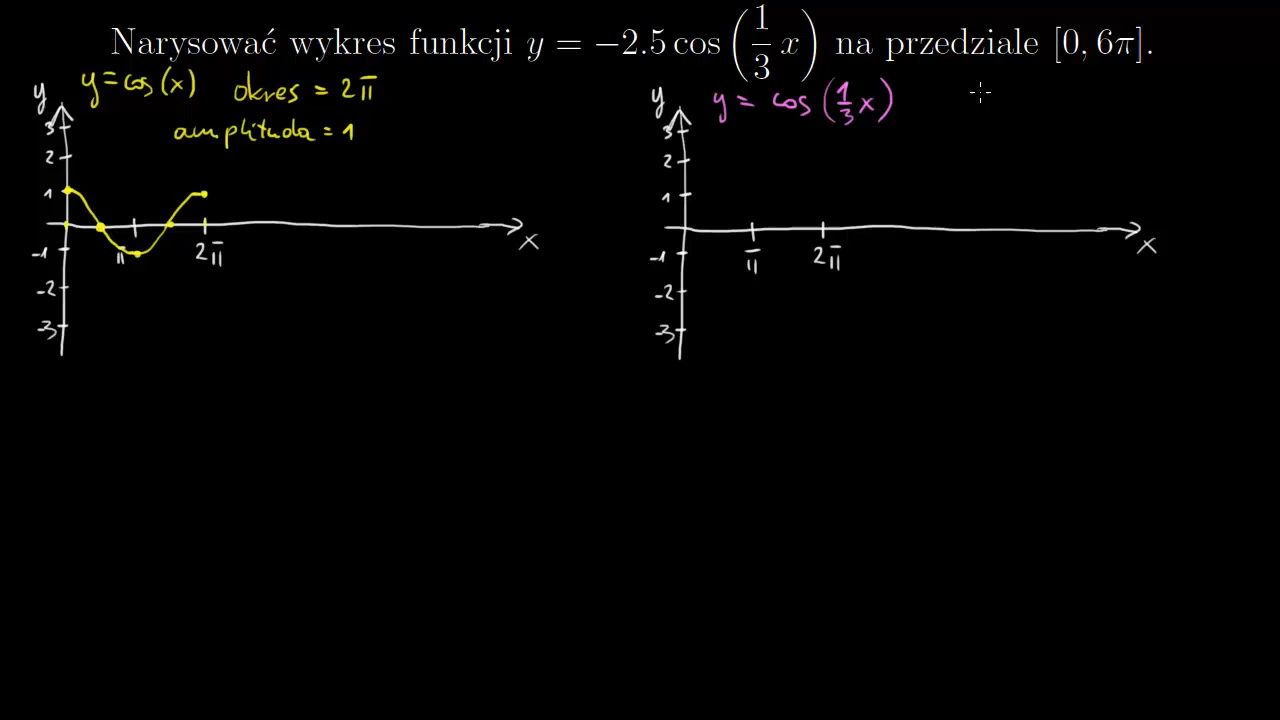 Narysować wykres funkcji y = −2.5 cos(1/3 x) na przedziale [0, 6π].
y = cos(x) okres = 2π
amplituda = 1
y
3
2
1
-1
-2
-3
π
2π
x
y = cos(1/3 x)
y
3
2
1
-1
-2
-3
π
2π
x